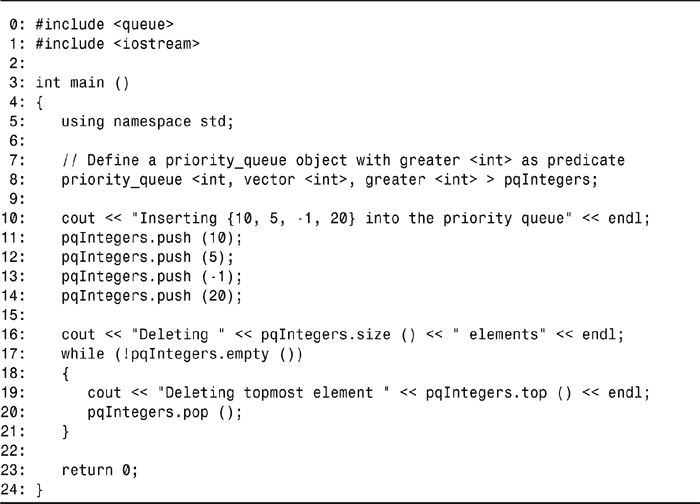 0: #include <queue>
1: #include <iostream>
2:
3: int main ()
4: {
5:    using namespace std;
6:
7:    // Define a priority_queue object with greater <int> as predicate
8:    priority_queue <int, vector <int>, greater <int> > pqIntegers;
9:
10:    cout << "Inserting {10, 5, -1, 20} into the priority queue" << endl;
11:    pqIntegers.push (10);
12:    pqIntegers.push (5);
13:    pqIntegers.push (-1);
14:    pqIntegers.push (20);
15:
16:    cout << "Deleting " << pqIntegers.size () << " elements" << endl;
17:    while (!pqIntegers.empty ())
18:    {
19:       cout << "Deleting topmost element " << pqIntegers.top () << endl;
20:       pqIntegers.pop ();
21:    }
22:
23:    return 0;
24: }